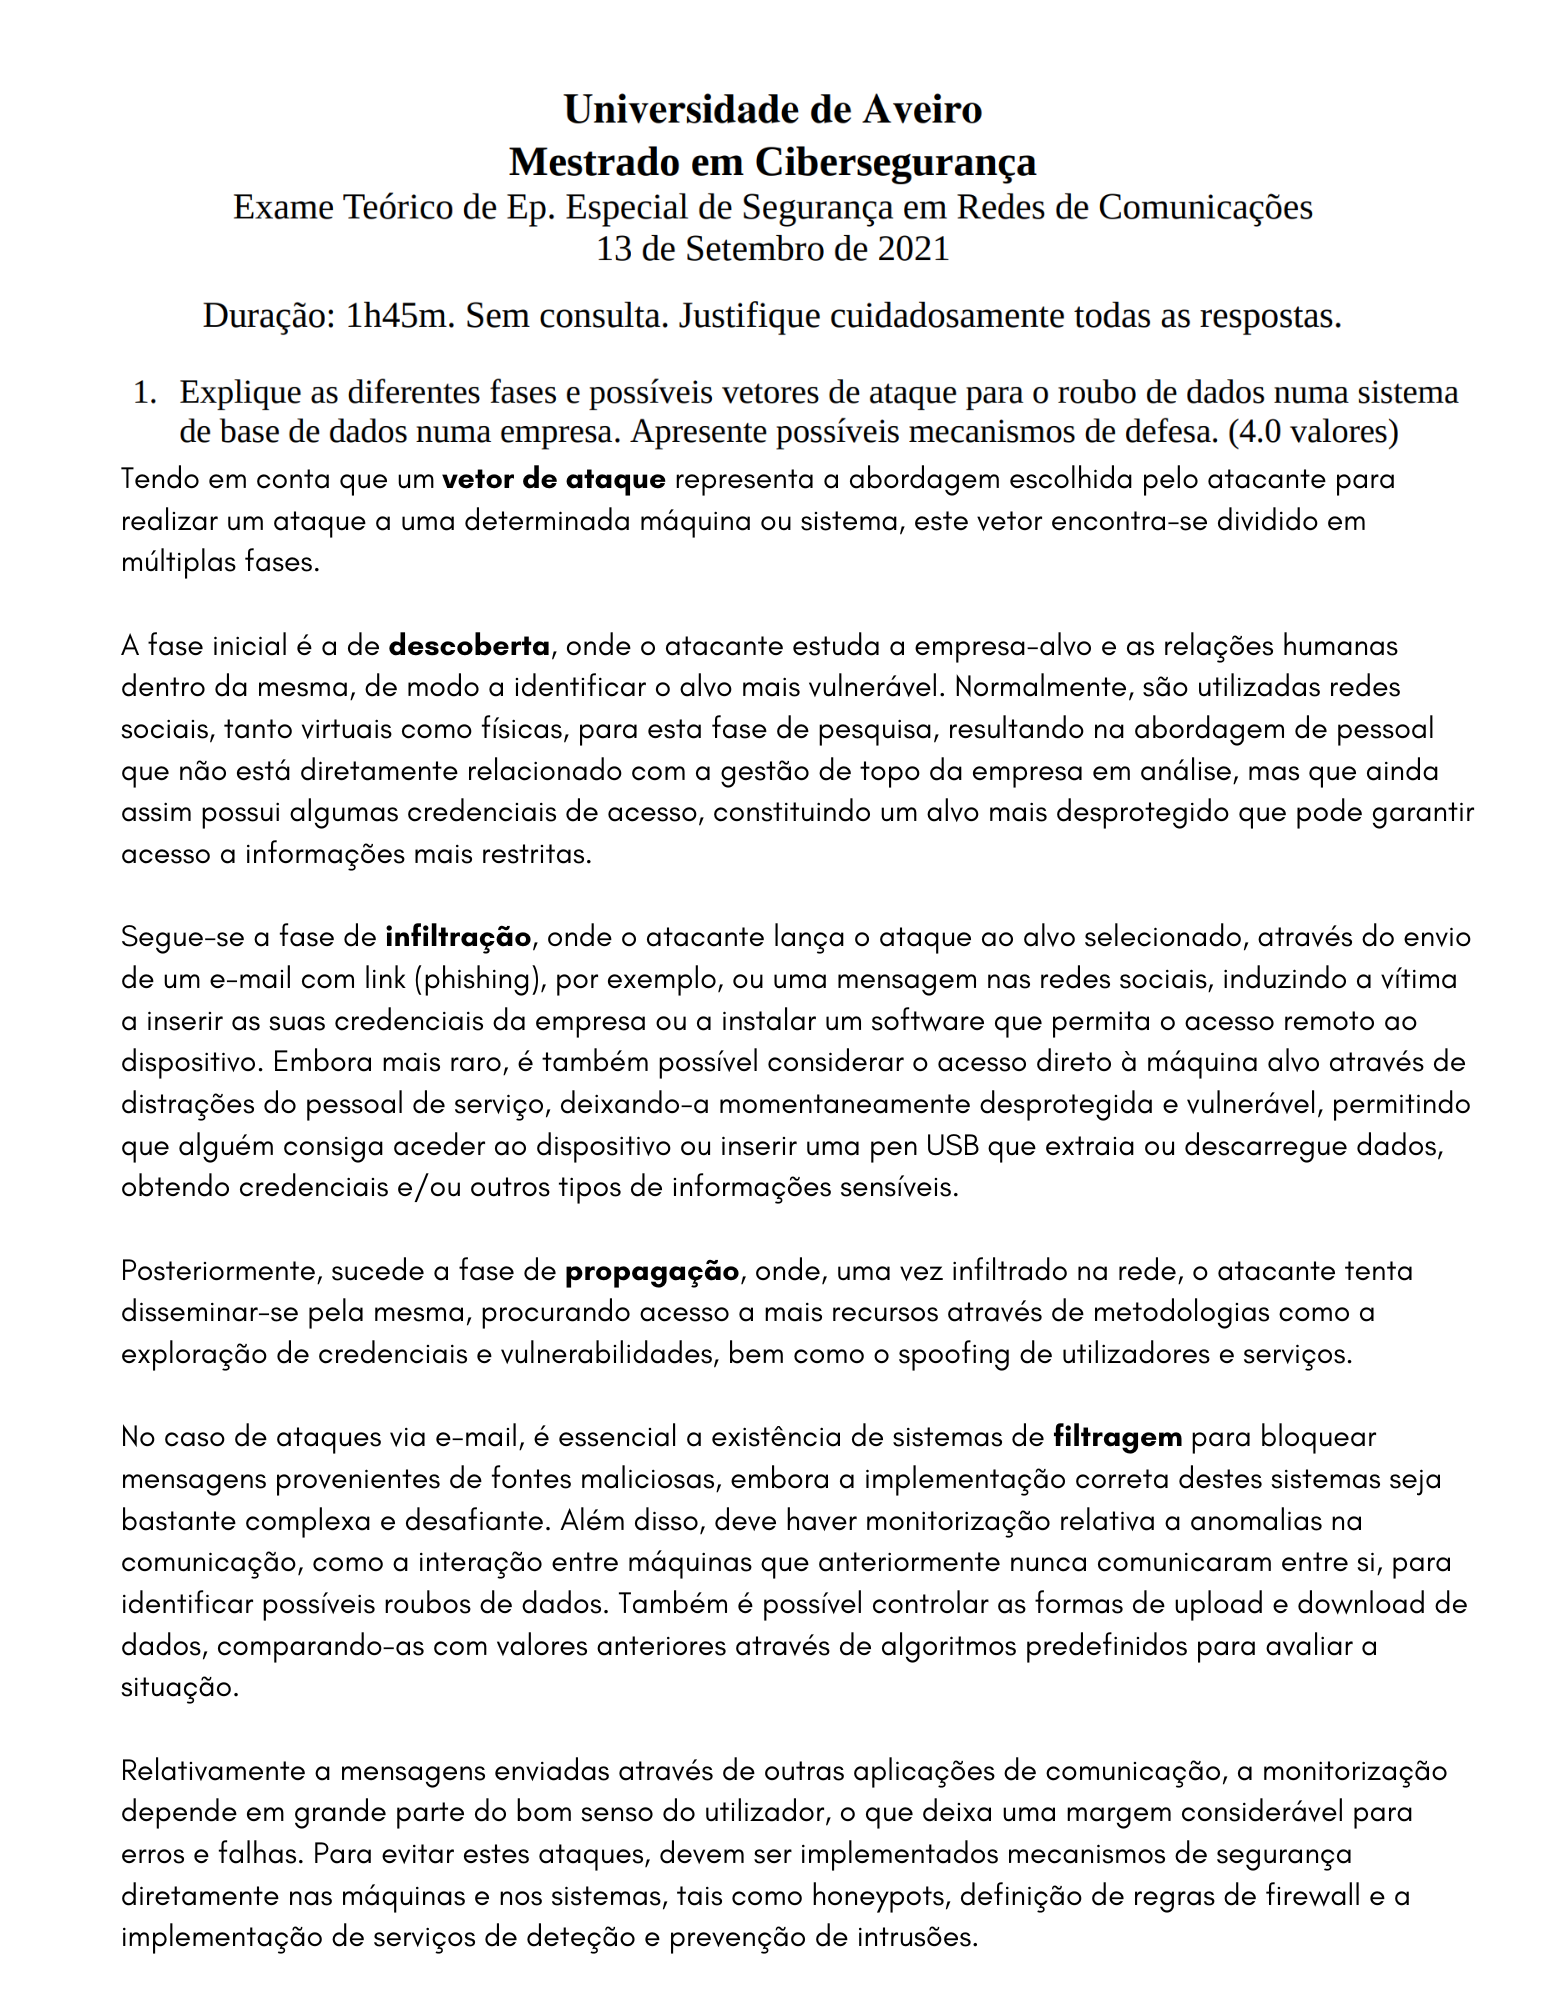 Universidade de Aveiro
Mestrado em Cibersegurança
Exame Teórico de Ep. Especial de Segurança em Redes de Comunicações
13 de Setembro de 2021
Duração: 1h45m. Sem consulta. Justifique cuidadosamente todas as respostas.
1. Explique as diferentes fases e possíveis vetores de ataque para o roubo de dados numa sistema
de base de dados numa empresa. Apresente possíveis mecanismos de defesa. (4.0 valores)
Tendo em conta que um vetor de ataque representa a abordagem escolhida pelo atacante para
realizar um ataque a uma determinada máquina ou sistema, este vetor encontra-se dividido em
múltiplas fases.
A fase inicial é a de descoberta, onde o atacante estuda a empresa-alvo e as relações humanas
dentro da mesma, de modo a identificar o alvo mais vulnerável. Normalmente, são utilizadas redes
sociais, tanto virtuais como físicas, para esta fase de pesquisa, resultando na abordagem de pessoal
que não está diretamente relacionado com a gestão de topo da empresa em análise, mas que ainda
assim possui algumas credenciais de acesso, constituindo um alvo mais desprotegido que pode garantir
acesso a informações mais restritas.
Segue-se a fase de infiltração, onde o atacante lança o ataque ao alvo selecionado, através do envio
de um e-mail com link (phishing), por exemplo, ou uma mensagem nas redes sociais, induzindo a vítima
a inserir as suas credenciais da empresa ou a instalar um software que permita o acesso remoto ao
dispositivo. Embora mais raro, é também possível considerar o acesso direto à máquina alvo através de
distrações do pessoal de serviço, deixando-a momentaneamente desprotegida e vulnerável, permitindo
que alguém consiga aceder ao dispositivo ou inserir uma pen USB que extraia ou descarregue dados,
obtendo credenciais e/ou outros tipos de informações sensíveis.
Posteriormente, sucede a fase de propagação, onde, uma vez infiltrado na rede, o atacante tenta
disseminar-se pela mesma, procurando acesso a mais recursos através de metodologias como a
exploração de credenciais e vulnerabilidades, bem como o spoofing de utilizadores e serviços.
No caso de ataques via e-mail, é essencial a existência de sistemas de filtragem para bloquear
mensagens provenientes de fontes maliciosas, embora a implementação correta destes sistemas seja
bastante complexa e desafiante. Além disso, deve haver monitorização relativa a anomalias na
comunicação, como a interação entre máquinas que anteriormente nunca comunicaram entre si, para
identificar possíveis roubos de dados. Também é possível controlar as formas de upload e download de
dados, comparando-as com valores anteriores através de algoritmos predefinidos para avaliar a
situação.
Relativamente a mensagens enviadas através de outras aplicações de comunicação, a monitorização
depende em grande parte do bom senso do utilizador, o que deixa uma margem considerável para
erros e falhas. Para evitar estes ataques, devem ser implementados mecanismos de segurança
diretamente nas máquinas e nos sistemas, tais como honeypots, definição de regras de firewall e a
implementação de serviços de deteção e prevenção de intrusões.